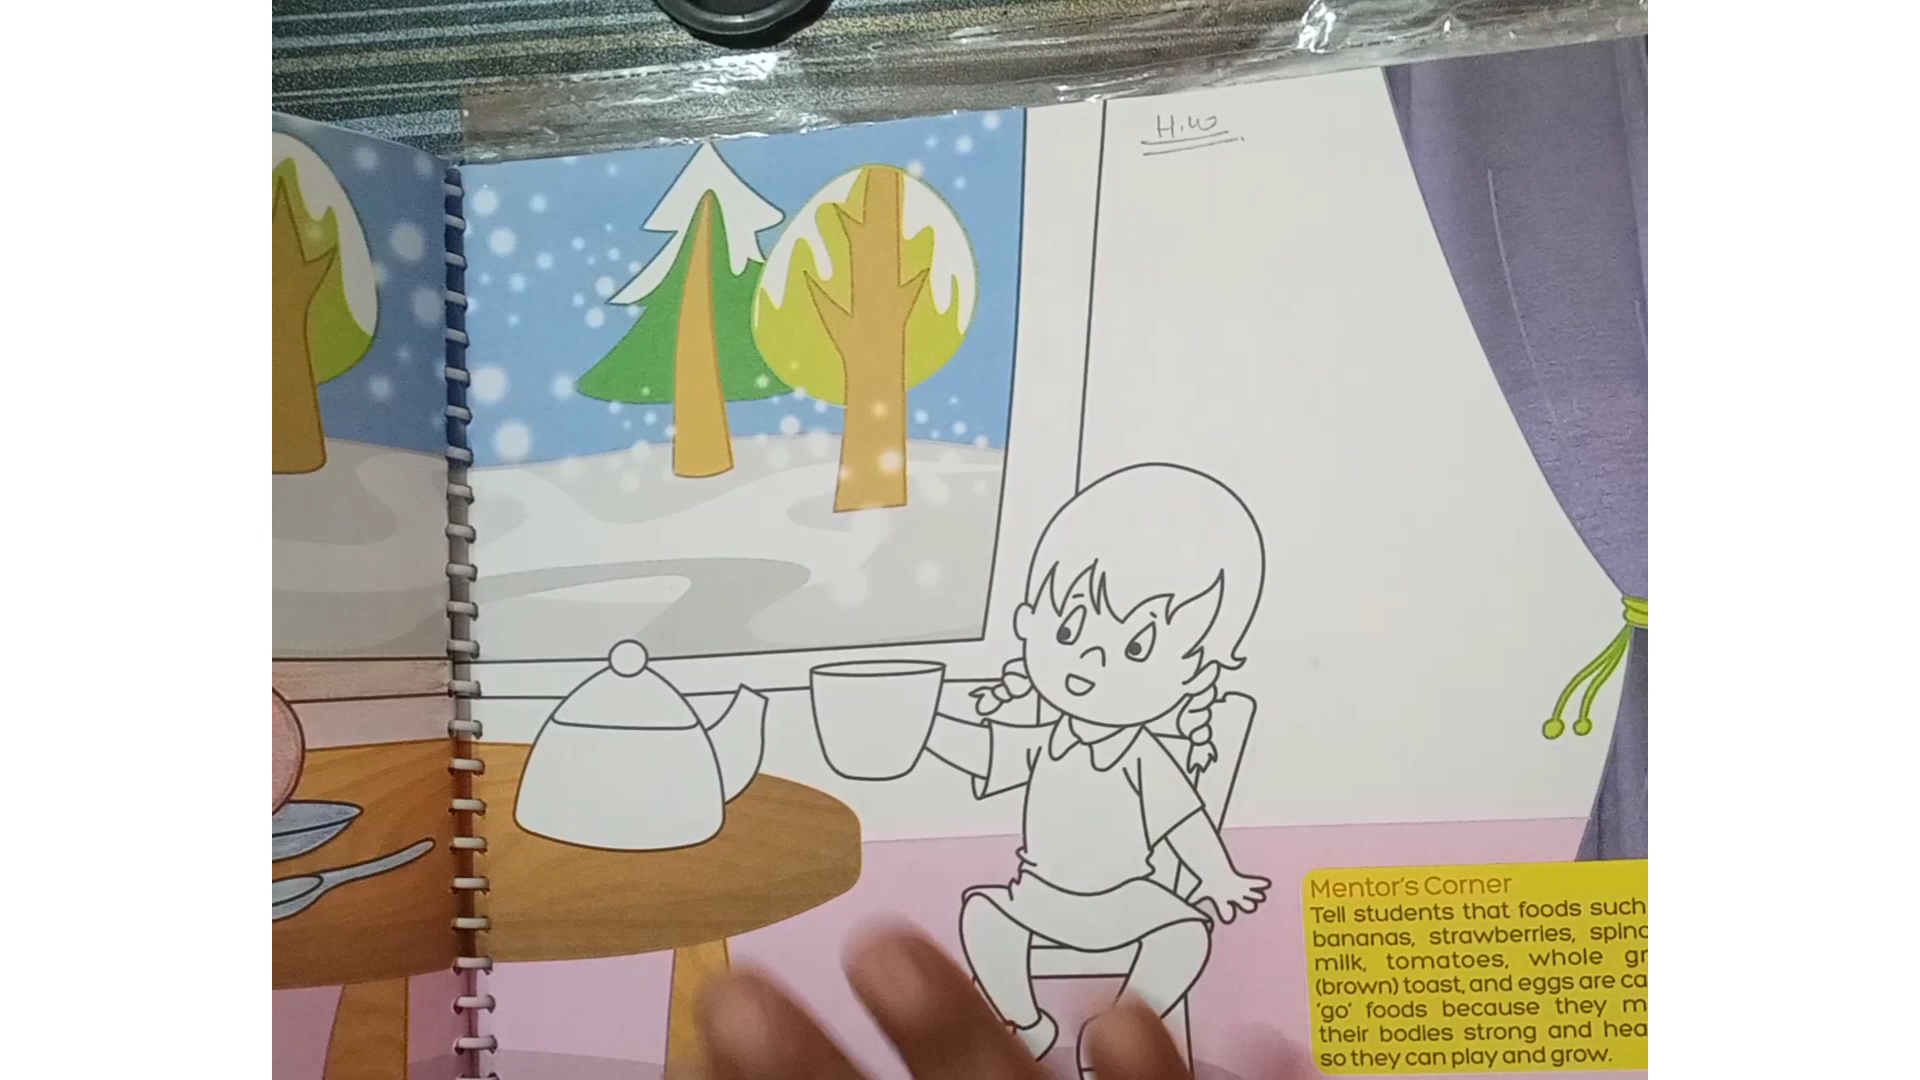 H.W
Mentor's Corner
Tell students that foods such
bananas, strawberries,
milk, tomatoes, whole
(brown) toast, and eggs are
'go' foods because they
their bodies strong and
so they can play and grow.